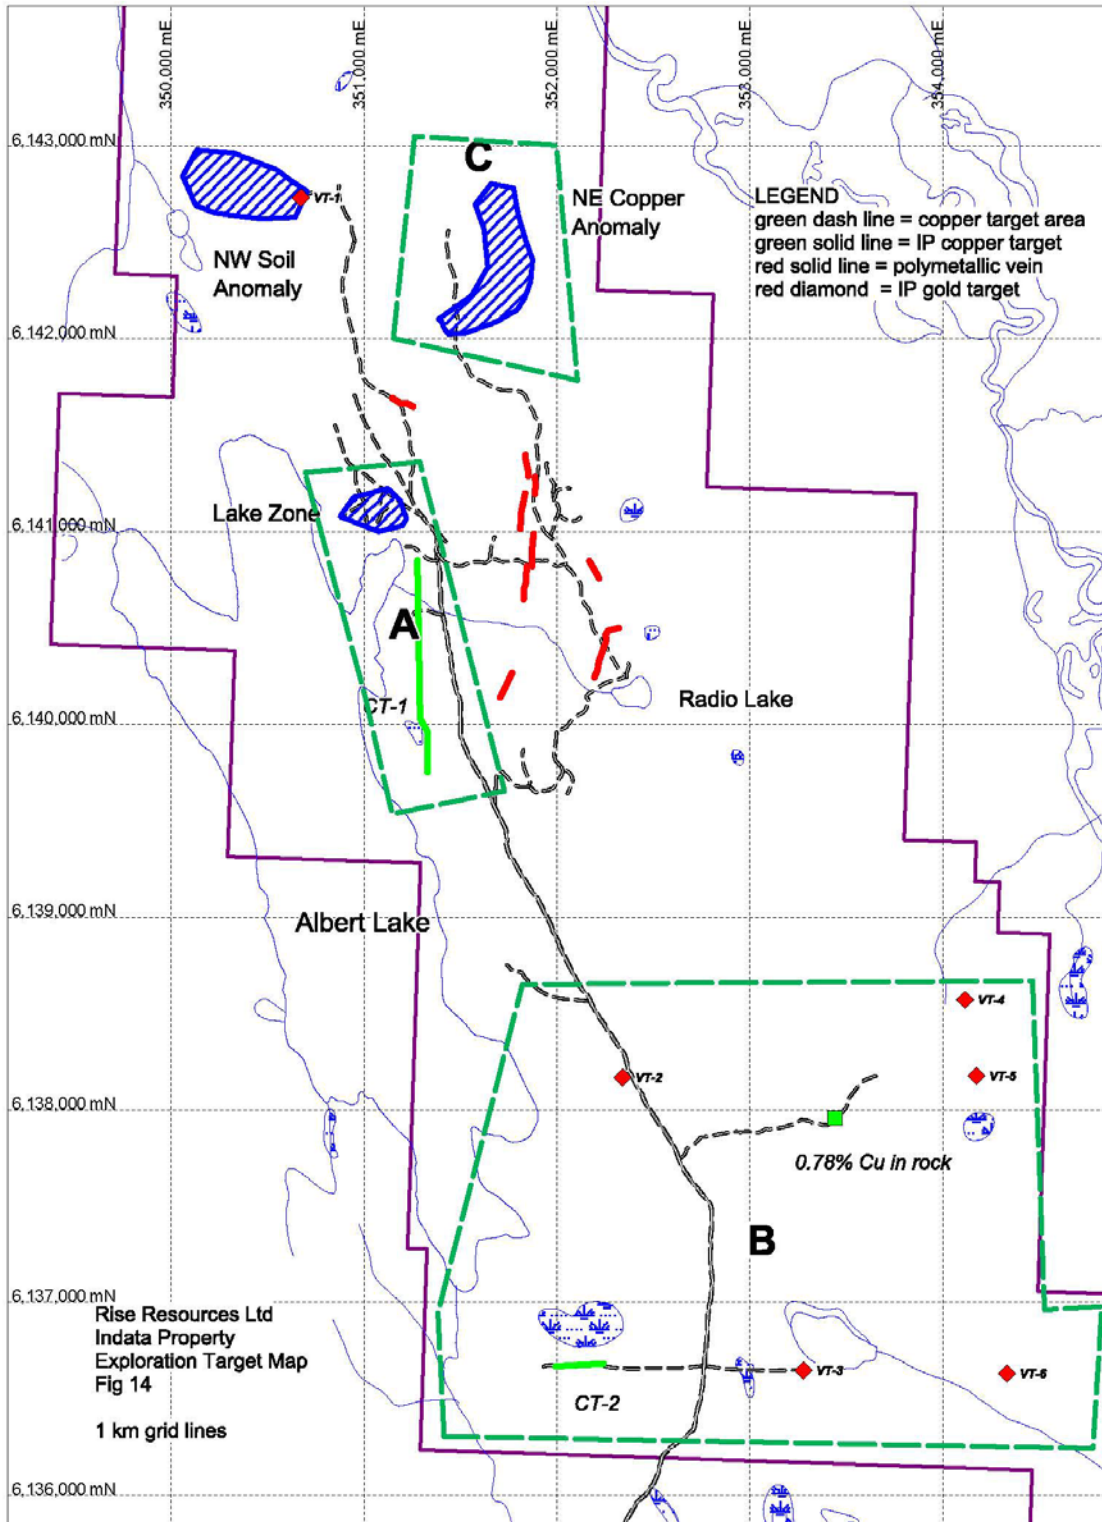 350,000.mE
351,000.mE
352,000.mE
353,000.mE
354,000.mE
6,143,000 mN
C
VT-1
NE Copper
Anomaly
LEGEND
green dash line = copper target area
green solid line = IP copper target
red solid line = polymetallic vein
red diamond = IP gold target
NW Soil
Anomaly
6,142,000 mN
Lake Zone
6,141,000 mN
A
CT-1
Radio Lake
6,140,000 mN
6,139,000 mN
Albert Lake
VT-4
VT-2
VT-5
6,138,000 mN
0.78% Cu in rock
B
6,137,000 mN
Rise Resources Ltd
Indata Property
Exploration Target Map
Fig 14
1 km grid lines
VT-3
VT-6
CT-2
6,136,000 mN